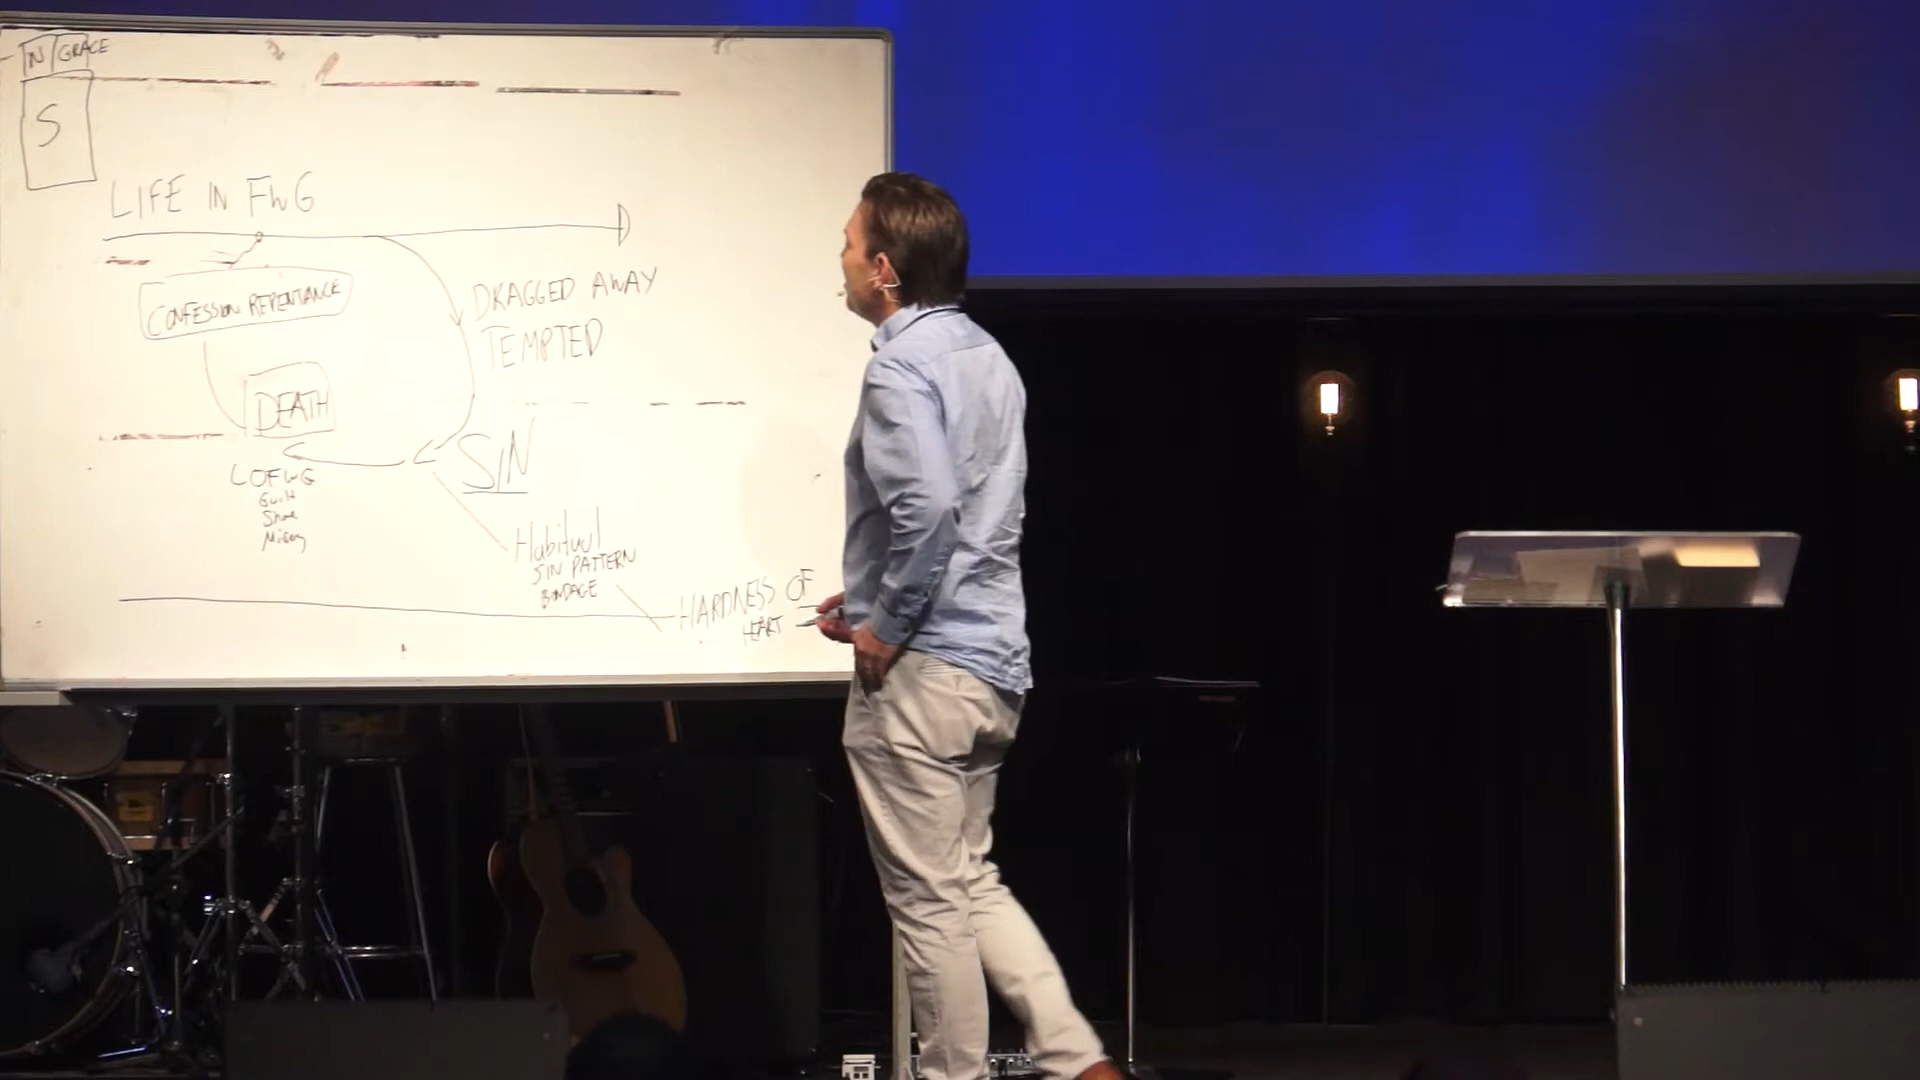 IN GRACE
S
LIFE IN FWG
CONFESSION REPENTANCE
DRAGGED AWAY
TEMPTED
DEATH
SIN
LOFWG
Guilt
Shame
Misery
Habitual
SIN PATTERN
BONDAGE
HARDNESS OF
HEART